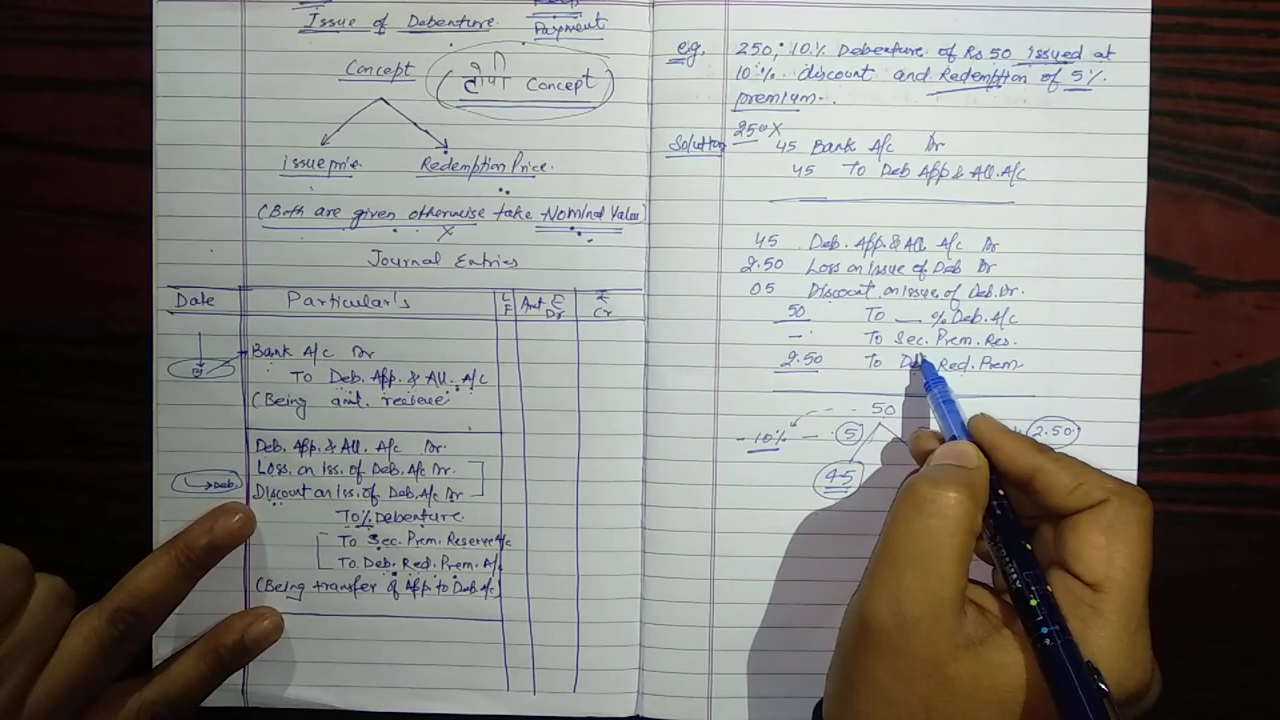 Issue of Debenture
Payment
Concept
(टोपी Concept)
Issue price.
Redemption Price.
(Both are given otherwise take Nominal Value)
Journal Entries
Date
Particular's
L F
Amt Dr
Cr
Bank A/c Dr
To Deb. App. & All. A/c
(Being amt. receive
Deb. App. & All. A/c Dr.
Loss. on Iss. of Deb. A/c Dr.
Discount on Iss. of Deb. A/c Dr
Deb.
To % Debenture.
To Sec. Prem. Reserve A/c
To Deb. Red. Prem. A/c
(Being transfer of App. to Deb. A/c)
e.g. 250, 10% Debenture of Rs 50 issued at
10% discount and Redemption of 5%
premium.
Solution 250X
45 Bank A/c Dr
45 To Deb App & All. A/c
45 Deb. App. & All A/c Dr
2.50 Loss on Issue of Deb Dr
05 Discount on issue of Deb. Dr.
50 To __ % Deb. A/c
- To Sec. Prem. Res.
2.50 To Deb. Red. Prem
50
- 10% - 5
2.50
45